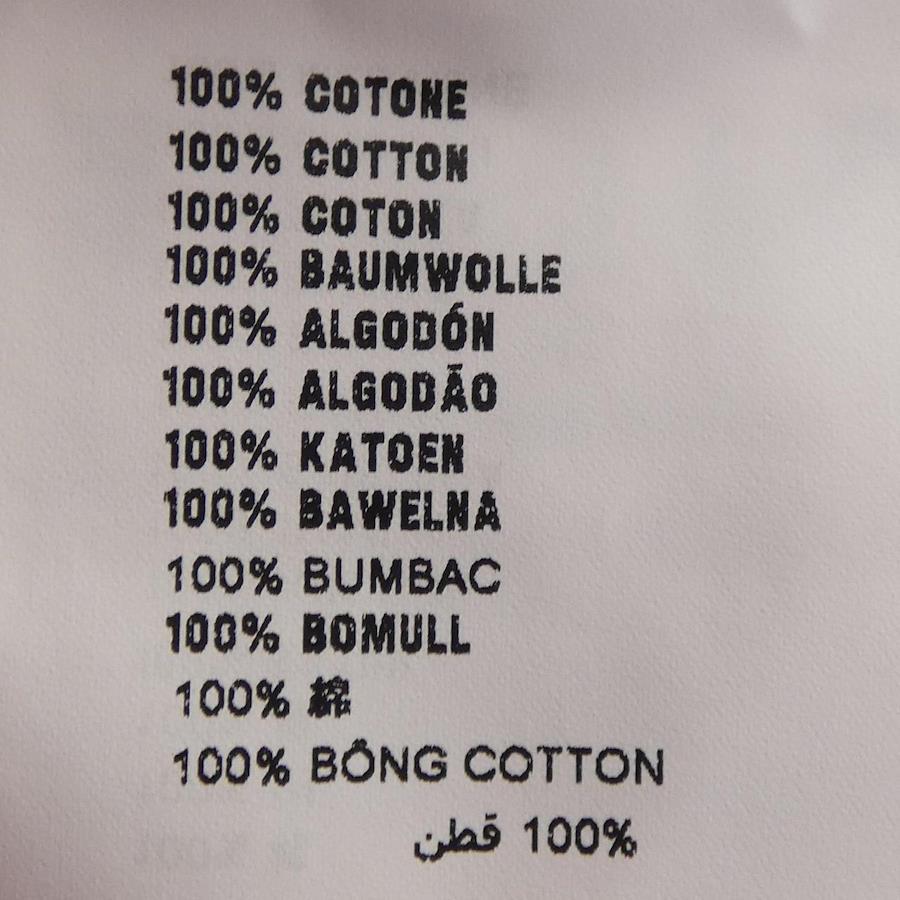 100% COTONE
100% COTTON
100% COTON
100% BAUMWOLLE
100% ALGODÓN
100% ALGODÃO
100% KATOEN
100% BAWELNA
100% BUMBAC
100% BOMULL
100% 綿
100% BÔNG COTTON
100% قطن